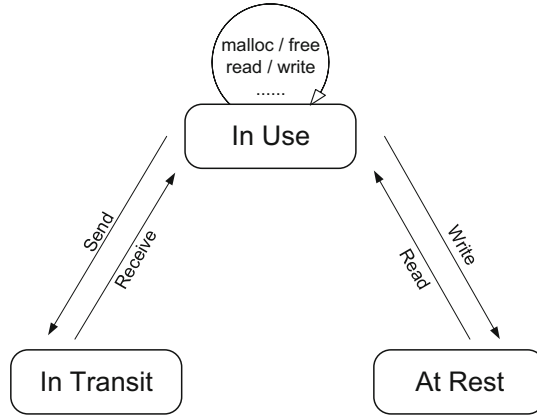 malloc / free
read / write
......
In Use
Send
Receive
Read
Write
In Transit
At Rest